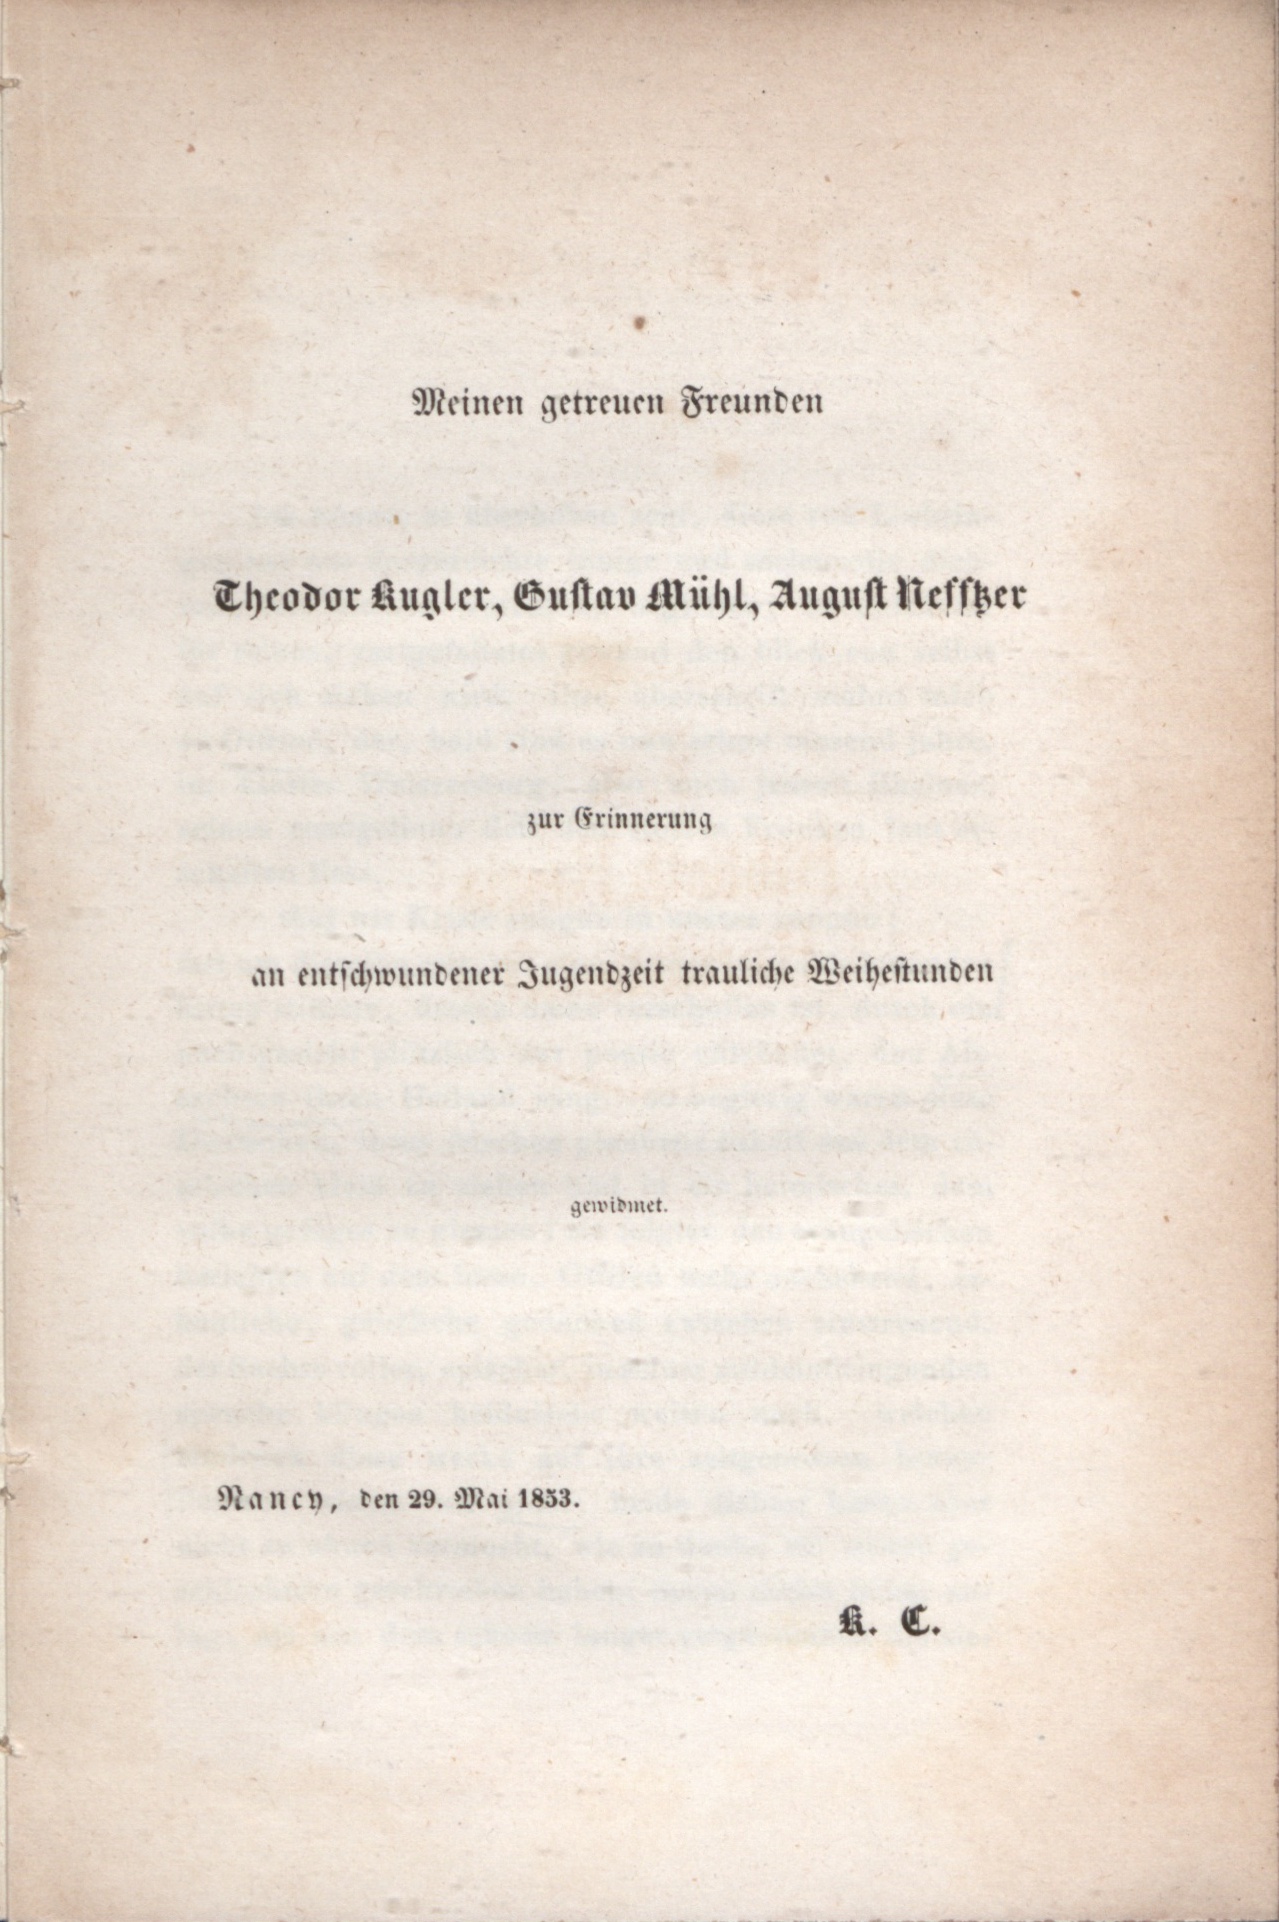 Meinen getreuen Freunden
Theodor Kugler, Gustav Mühl, August Nefftzer
zur Erinnerung
an entschwundener Jugendzeit trauliche Weihestunden
gewidmet.
Nancy, den 29. Mai 1853.
K. C.